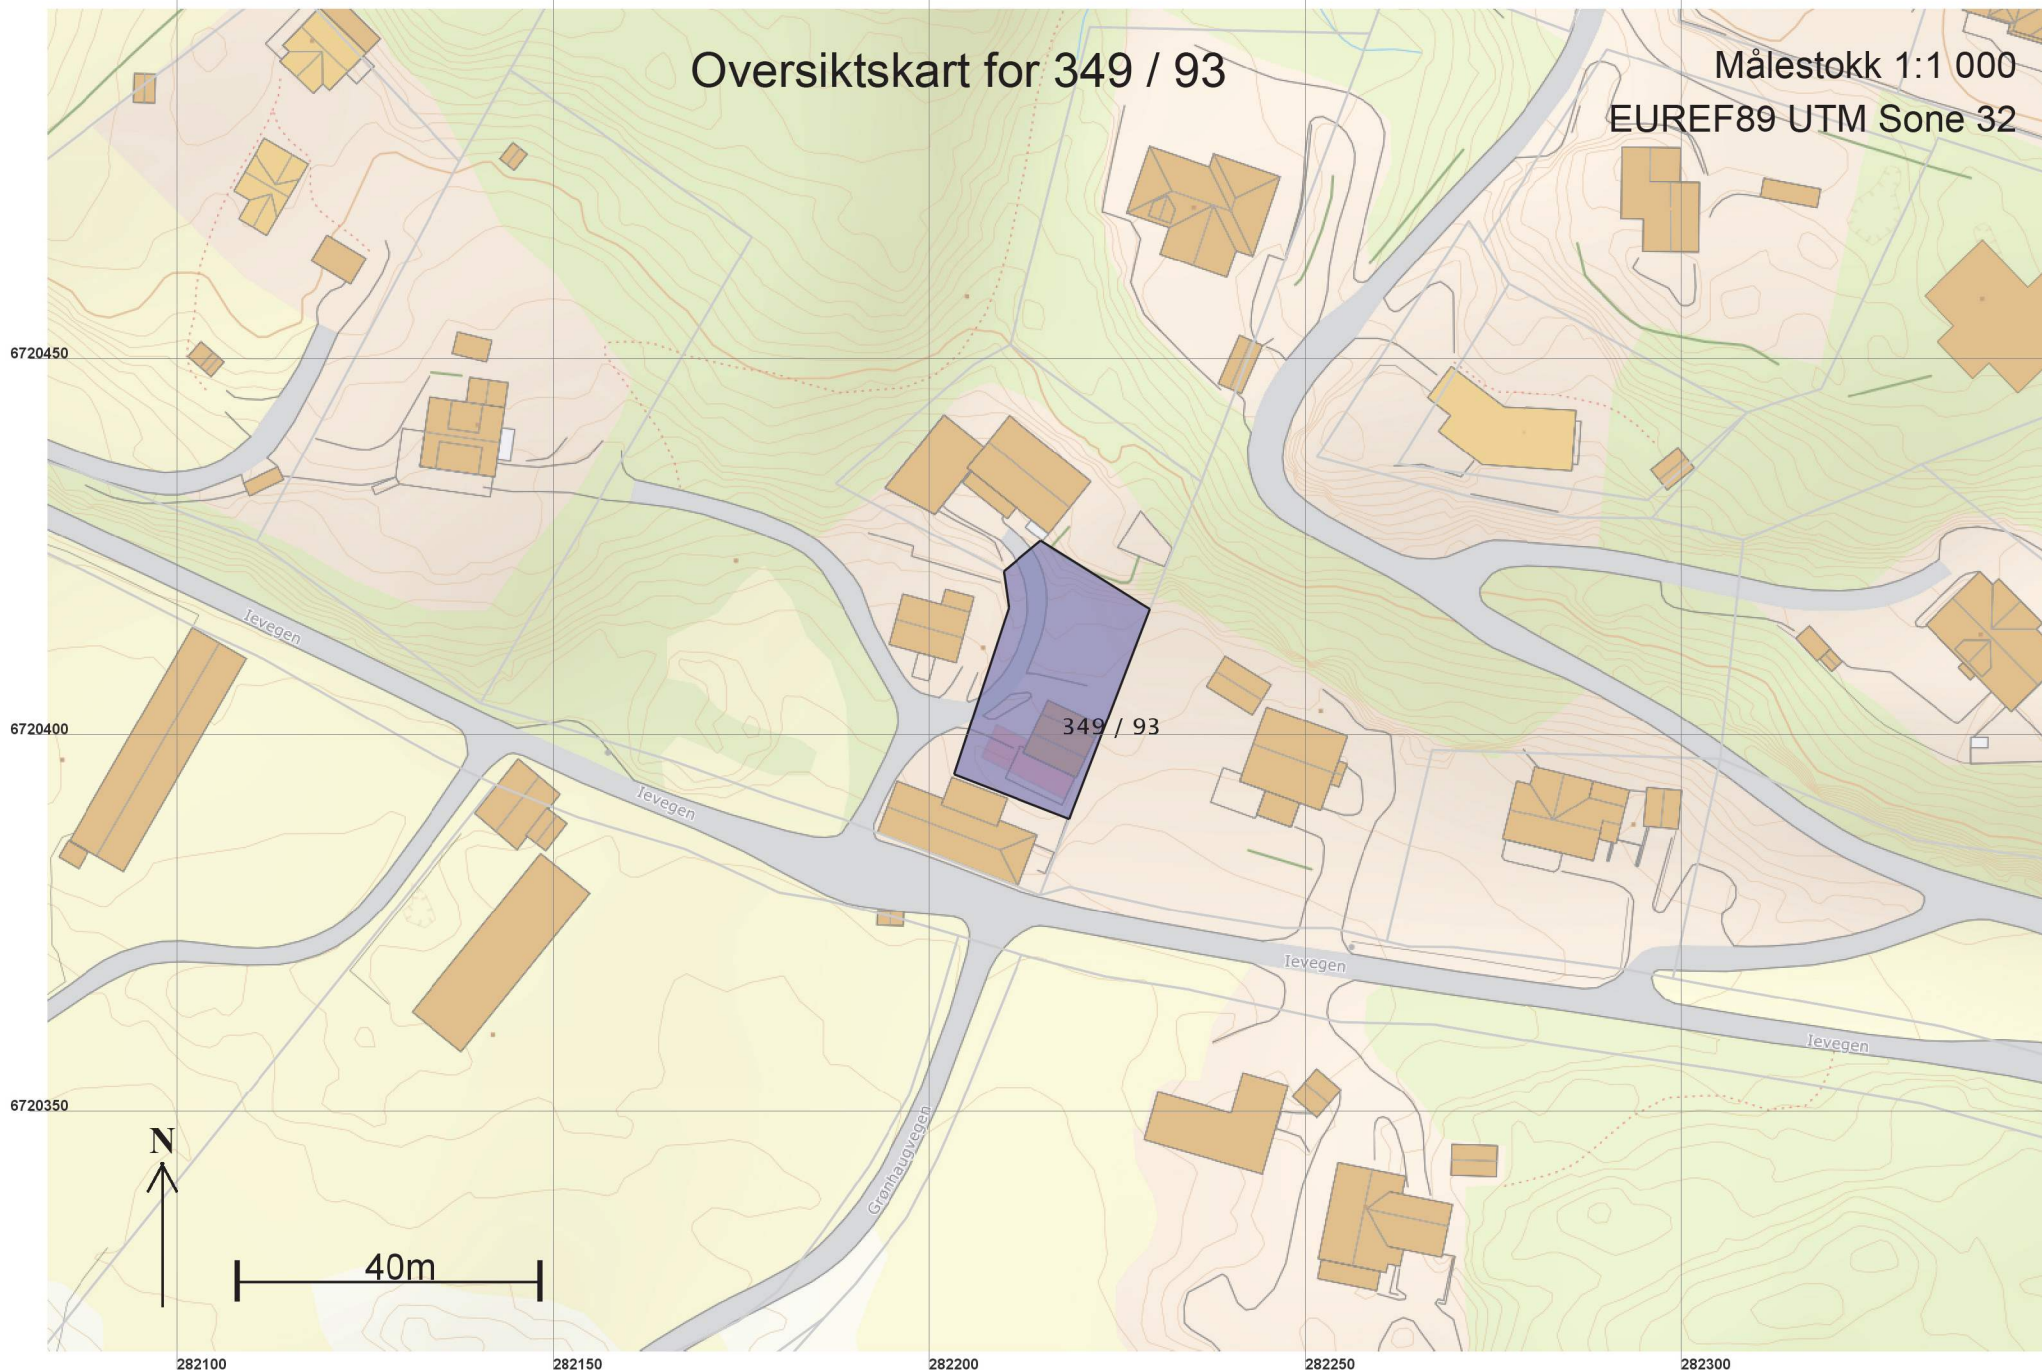 Oversiktskart for 349 / 93
Målestokk 1:1 000
EUREF89 UTM Sone 32
6720450
Ievegen
6720400
349 / 93
Ievegen
Ievegen
Ievegen
6720350
Grønhaugvegen
N
40m
282100
282150
282200
282250
282300